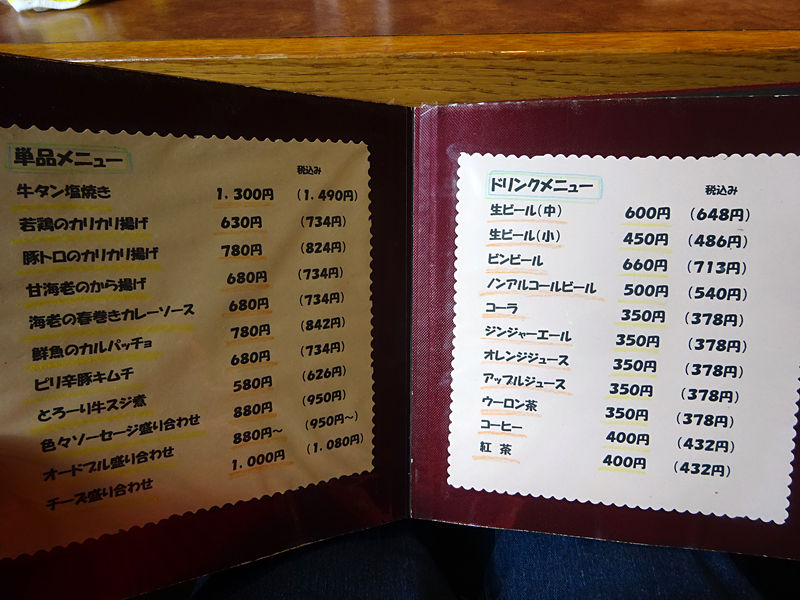 単品メニュー
税込み
牛タン塩焼き 1.300円 (1.490円)
若鶏のカリカリ揚げ 630円 (734円)
豚トロのカリカリ揚げ 780円 (824円)
甘海老のから揚げ 680円 (734円)
海老の春巻きカレーソース 680円 (734円)
鮮魚のカルパッチョ 780円 (842円)
ピリ辛豚キムチ 680円 (734円)
とろーり牛スジ煮 580円 (626円)
色々ソーセージ盛り合わせ 880円 (950円)
オードブル盛り合わせ 880円～ (950円～)
チーズ盛り合わせ 1.000円 (1.080円)
ドリンクメニュー
税込み
生ビール(中) 600円 (648円)
生ビール(小) 450円 (486円)
ビンビール 660円 (713円)
ノンアルコールビール 500円 (540円)
コーラ 350円 (378円)
ジンジャーエール 350円 (378円)
オレンジジュース 350円 (378円)
アップルジュース 350円 (378円)
ウーロン茶 350円 (378円)
コーヒー 400円 (432円)
紅茶 400円 (432円)